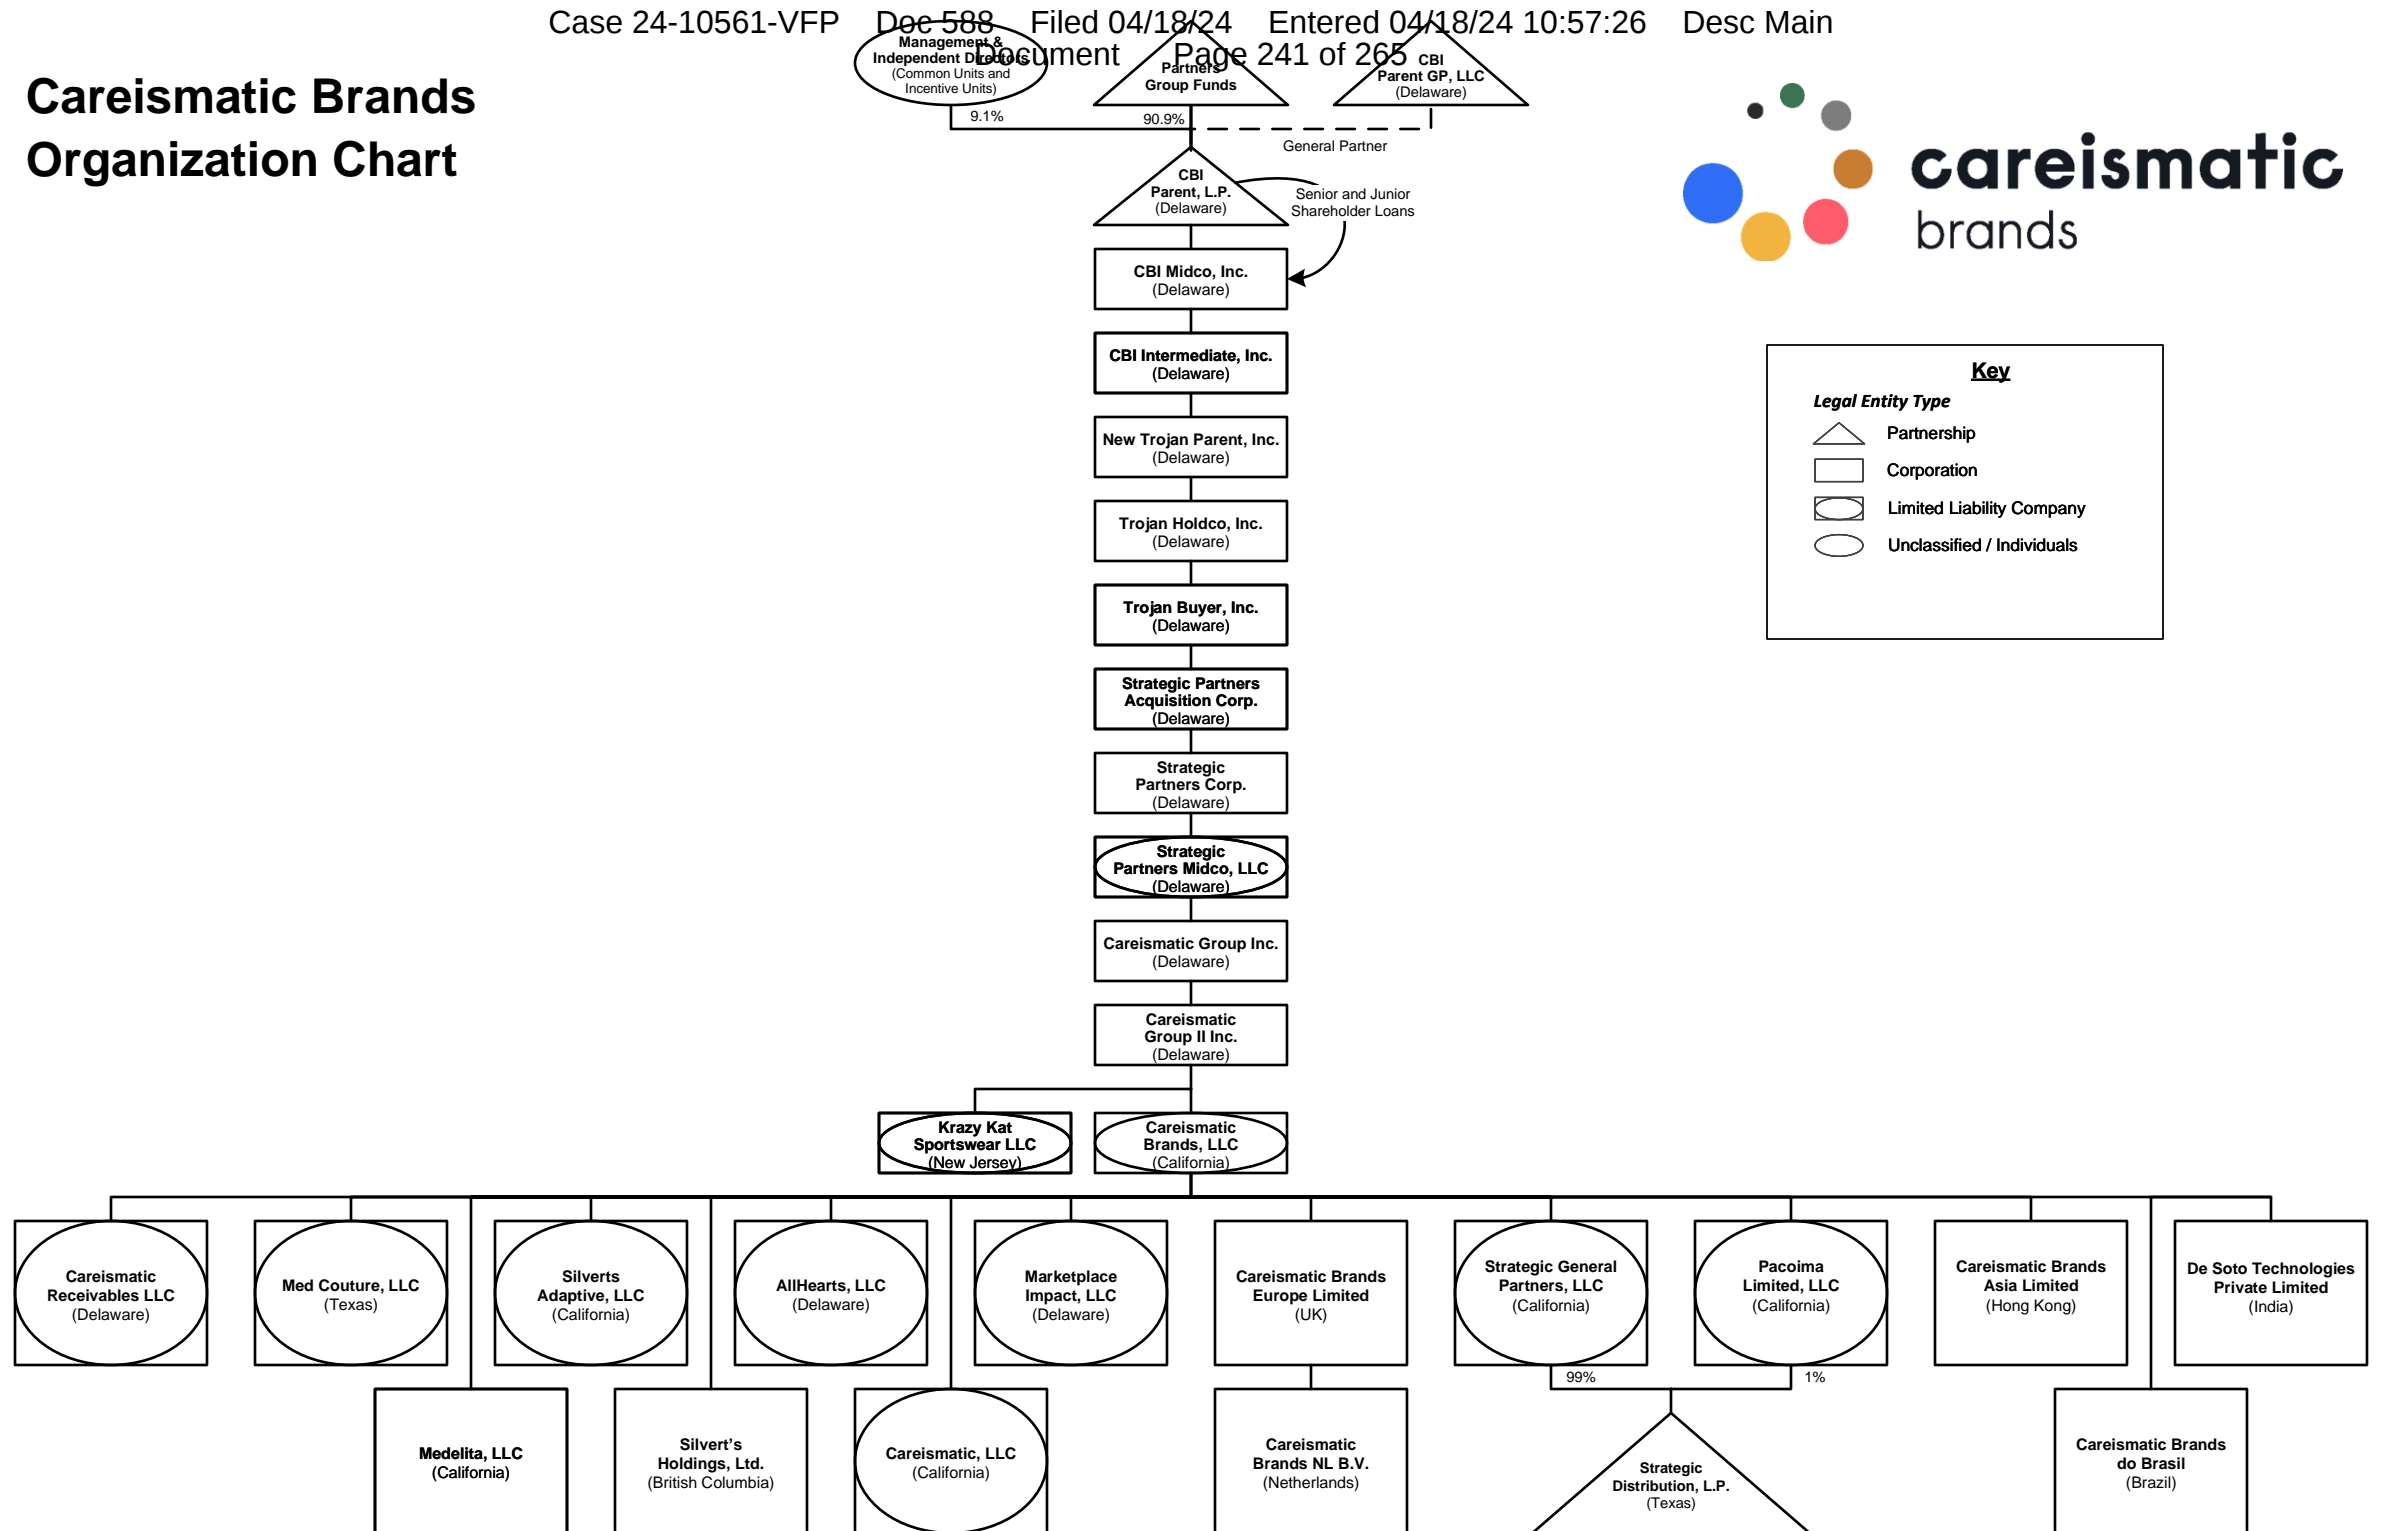 Case 24-10561-VFP Doc 588 Filed 04/18/24 Entered 04/18/24 10:57:26 Desc Main
Document Page 241 of 265
Careismatic Brands
Organization Chart
Management &
Independent Directors
(Common Units and
Incentive Units)
Partners
Group Funds
CBI
Parent GP, LLC
(Delaware)
9.1%
90.9%
General Partner
careismatic
brands
CBI
Parent, L.P.
(Delaware)
Senior and Junior
Shareholder Loans
CBI Midco, Inc.
(Delaware)
CBI Intermediate, Inc.
(Delaware)
New Trojan Parent, Inc.
(Delaware)
Trojan Holdco, Inc.
(Delaware)
Trojan Buyer, Inc.
(Delaware)
Strategic Partners
Acquisition Corp.
(Delaware)
Strategic
Partners Corp.
(Delaware)
Strategic
Partners Midco, LLC
(Delaware)
Careismatic Group Inc.
(Delaware)
Careismatic
Group II Inc.
(Delaware)
Key
Legal Entity Type
Partnership
Corporation
Limited Liability Company
Unclassified / Individuals
Krazy Kat
Sportswear LLC
(New Jersey)
Careismatic
Brands, LLC
(California)
Careismatic
Receivables LLC
(Delaware)
Med Couture, LLC
(Texas)
Silverts
Adaptive, LLC
(California)
AllHearts, LLC
(Delaware)
Marketplace
Impact, LLC
(Delaware)
Careismatic Brands
Europe Limited
(UK)
Strategic General
Partners, LLC
(California)
Pacoima
Limited, LLC
(California)
Careismatic Brands
Asia Limited
(Hong Kong)
De Soto Technologies
Private Limited
(India)
99%
1%
Medelita, LLC
(California)
Silvert's
Holdings, Ltd.
(British Columbia)
Careismatic, LLC
(California)
Careismatic
Brands NL B.V.
(Netherlands)
Strategic
Distribution, L.P.
(Texas)
Careismatic Brands
do Brasil
(Brazil)